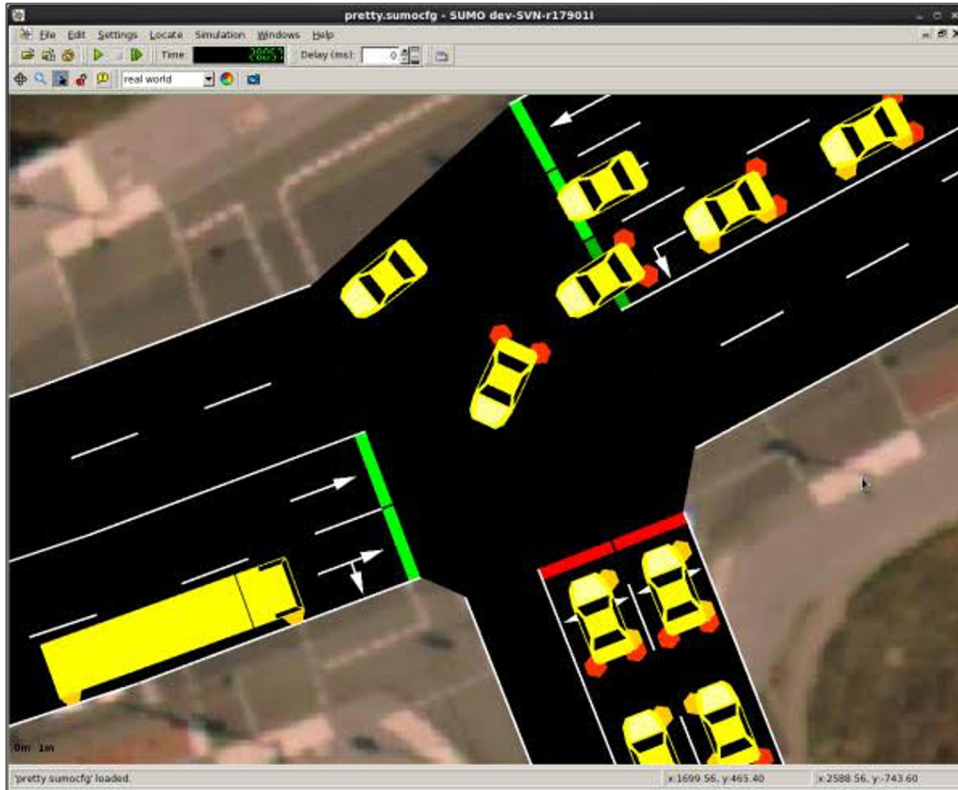 pretty.sumocfg - SUMO dev-SVN-r17901I
File Edit Settings Locate Simulation Windows Help
Time: 28057 Delay (ms): 0
real world
0m 1m
'pretty.sumocfg' loaded. x:1699.56, y:465.40 x:2588.56, y:-743.60